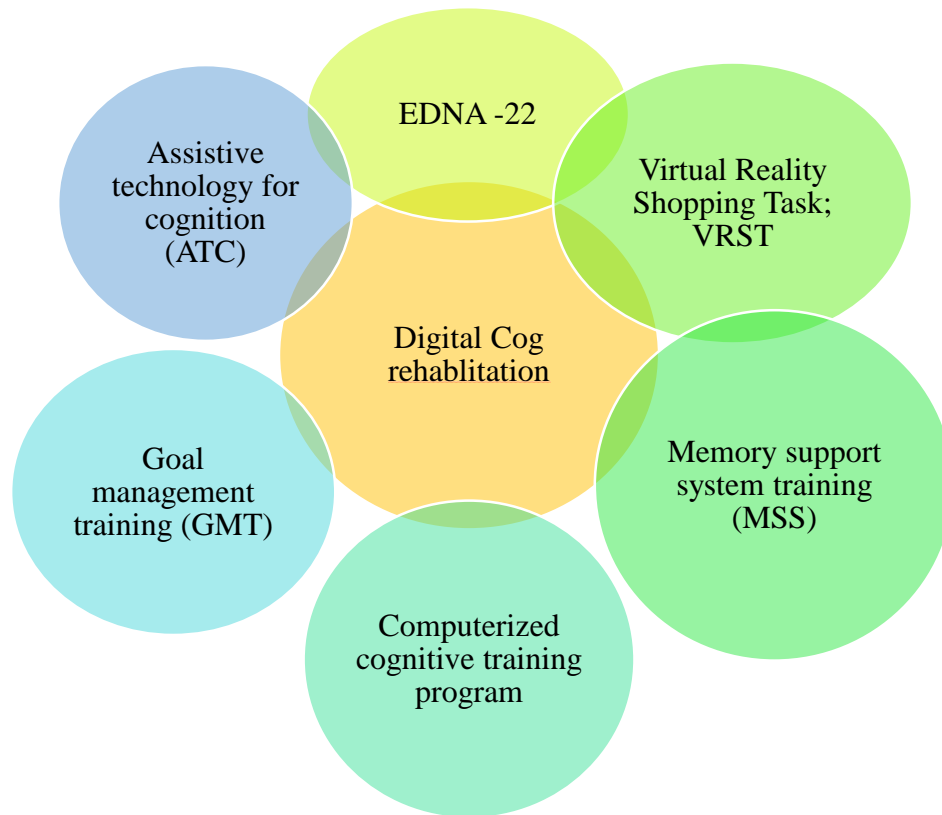 EDNA -22
Assistive
technology for
cognition
(ATC)
Virtual Reality
Shopping Task;
VRST
Digital Cog
rehablitation
Goal
management
training (GMT)
Memory support
system training
(MSS)
Computerized
cognitive training
program